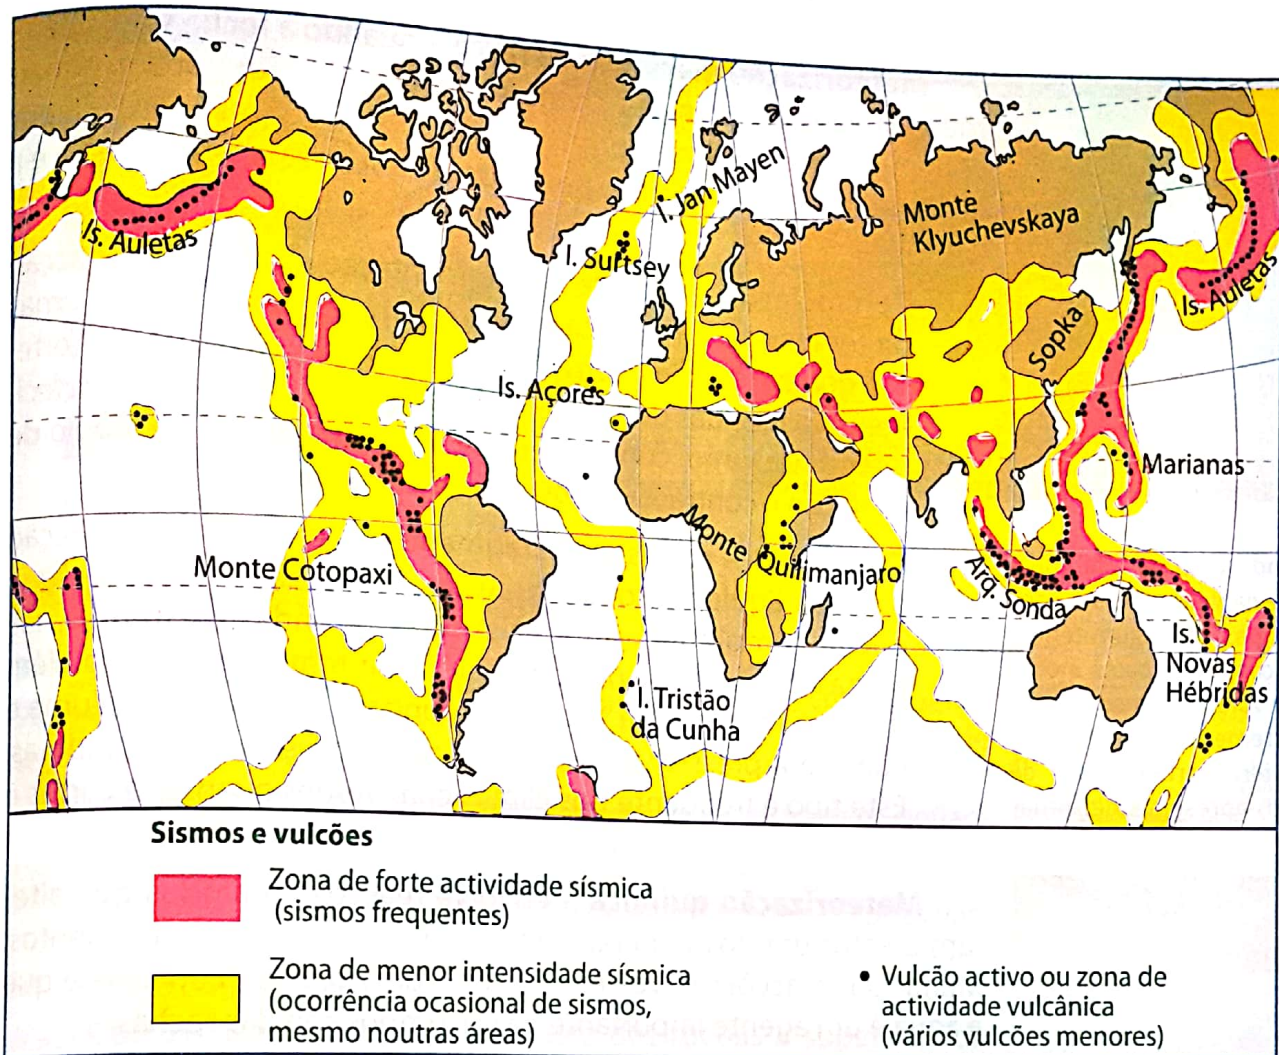 I. Jan Mayen
Monte
Klyuchevskaya
Is. Auletas
I. Surtsey
Is. Auletas
Sopka
Is. Açores
Marianas
Monte Quilimanjaro
Monte Cotopaxi
Arq. Sonda
Is.
Novas
Hébridas
I. Tristão
da Cunha
Sismos e vulcões
Zona de forte actividade sísmica
(sismos frequentes)
Zona de menor intensidade sísmica
(ocorrência ocasional de sismos,
mesmo noutras áreas)
Vulcão activo ou zona de
actividade vulcânica
(vários vulcões menores)